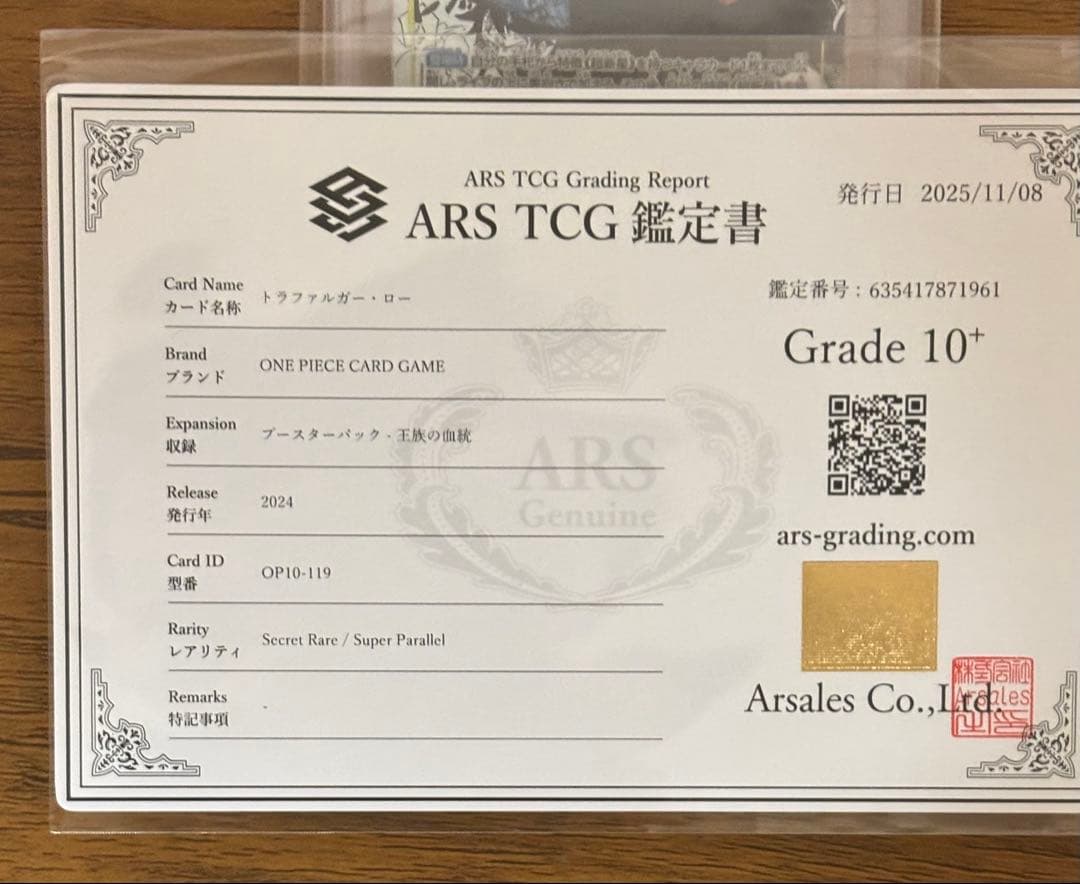 ARS TCG Grading Report
ARS TCG 鑑定書
発行日 2025/11/08
Card Name
カード名称
トラファルガー・ロー
Brand
ブランド
ONE PIECE CARD GAME
Expansion
収録
ブースターパック - 王族の血統
Release
発行年
2024
Card ID
型番
OP10-119
Rarity
レアリティ
Secret Rare / Super Parallel
Remarks
特記事項
-
鑑定番号：635417871961
Grade 10+
ars-grading.com
Arsales Co.,Ltd.
株式会社
Arsales
ARS
Genuine